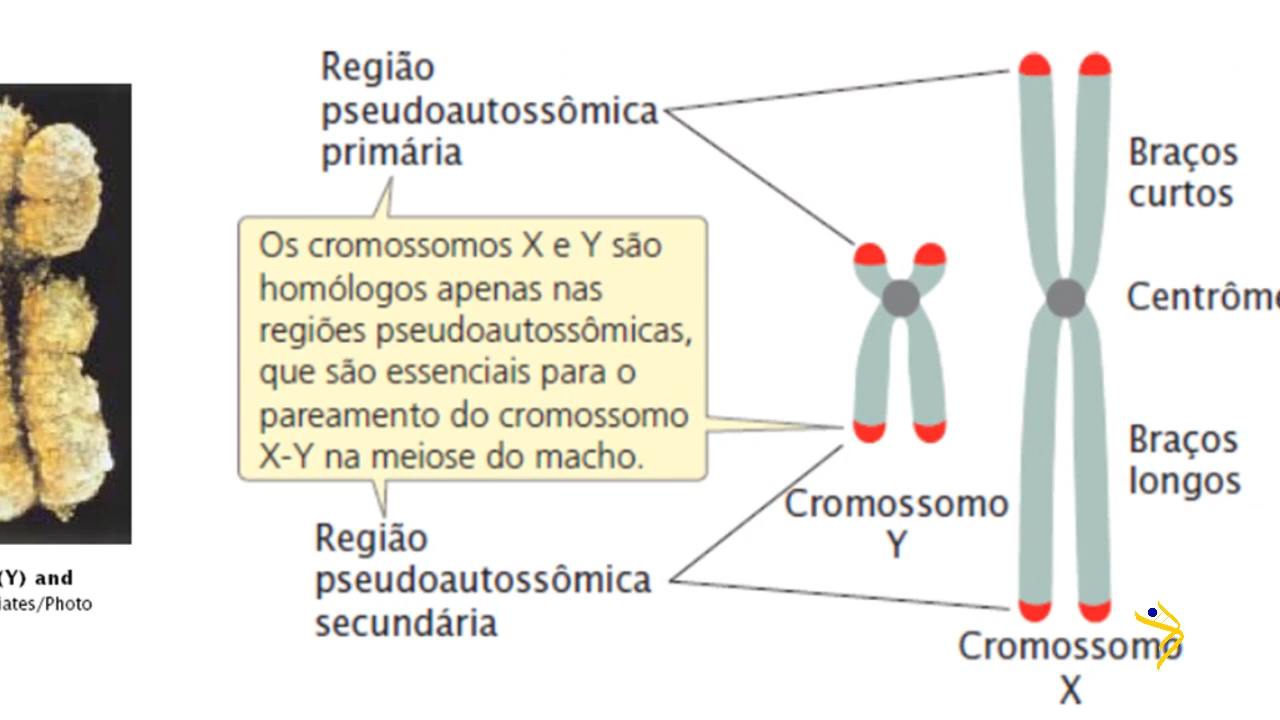 Região
pseudoautossômica
primária
Os cromossomos X e Y são
homólogos apenas nas
regiões pseudoautossômicas,
que são essenciais para o
pareamento do cromossomo
X-Y na meiose do macho.
Região
pseudoautossômica
secundária
Cromossomo
Y
Braços
curtos
Centrôme
Braços
longos
Cromossomo
X
(Y) and
iates/Photo